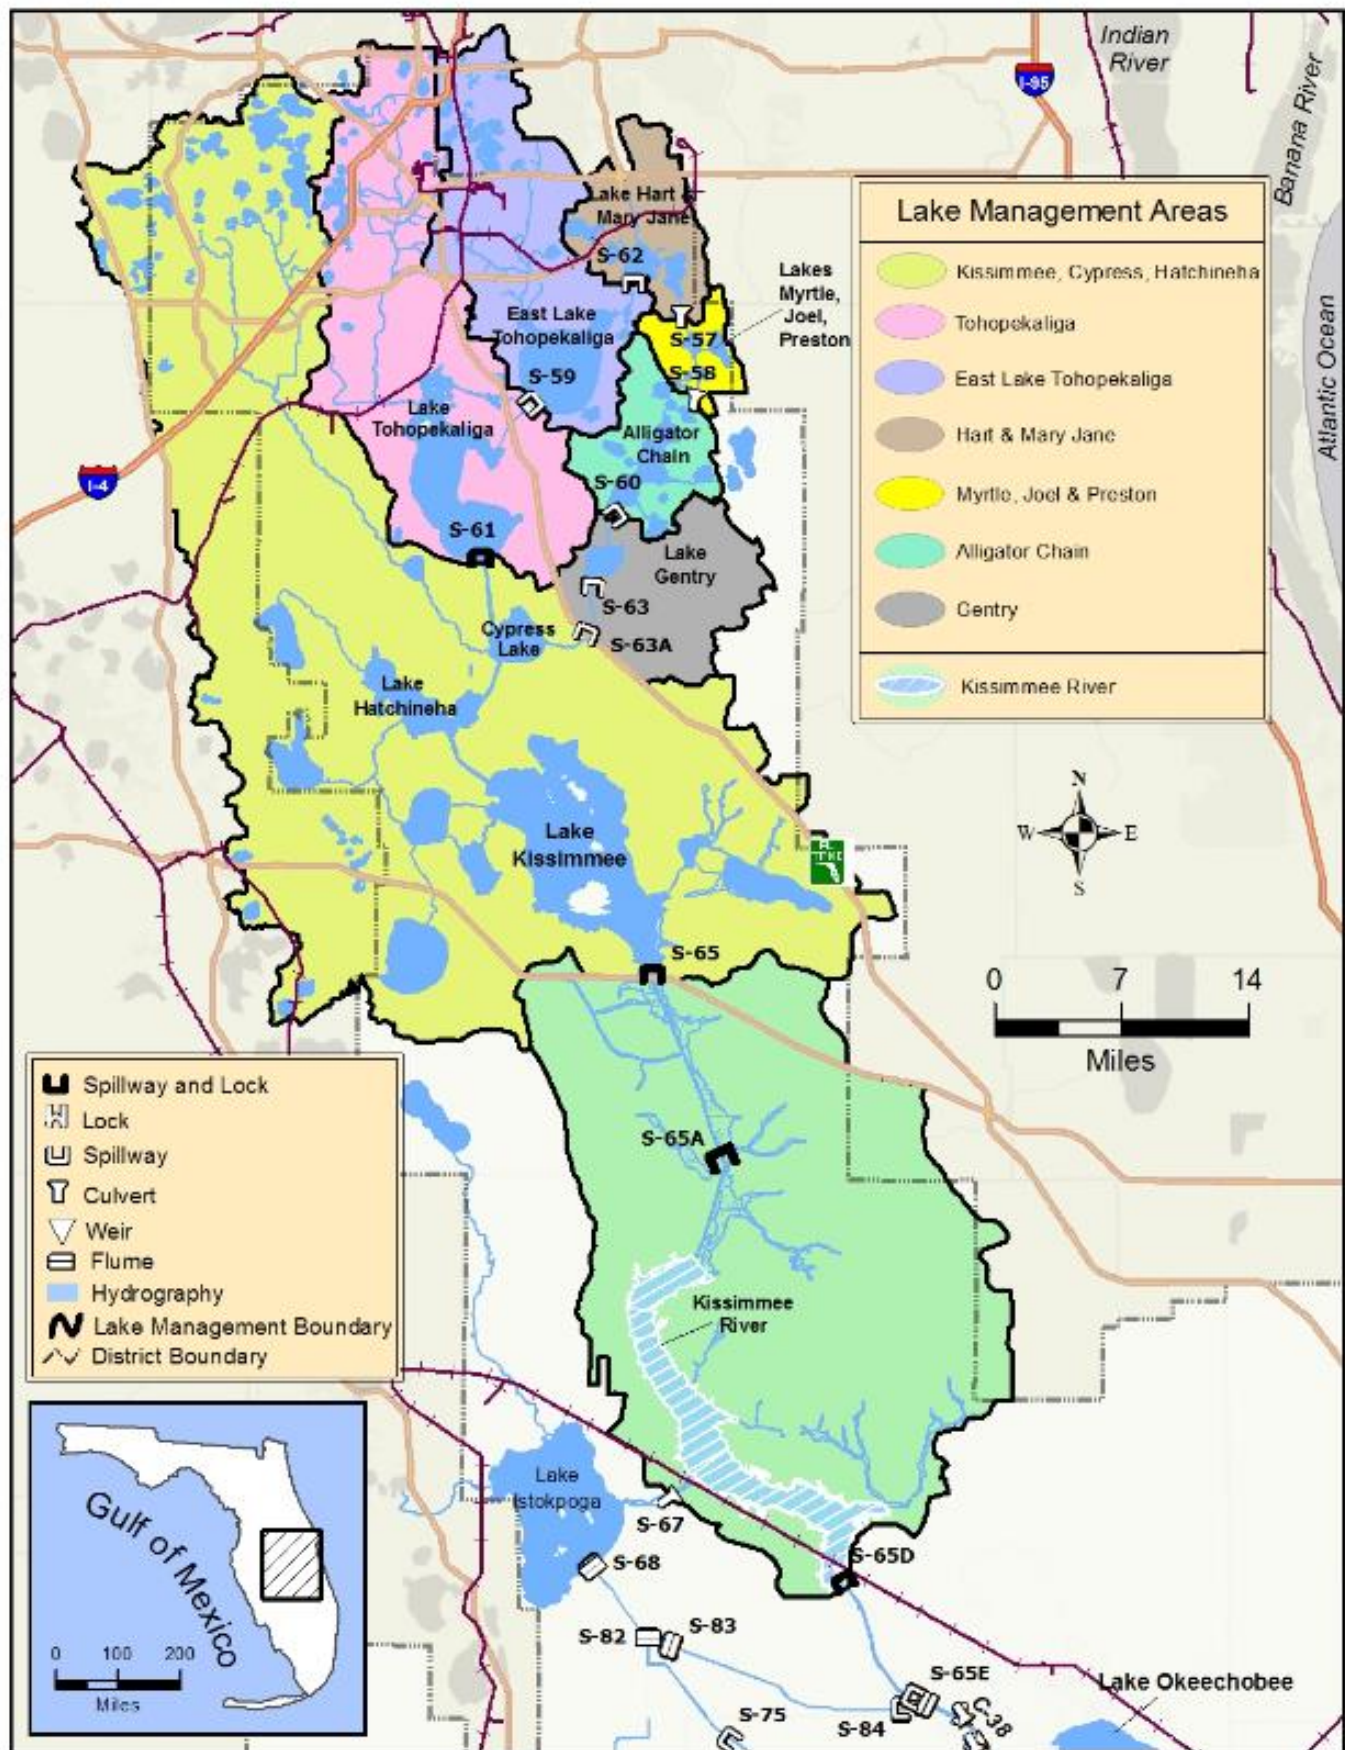 Indian
River
I-95
Banana River
Lake Management Areas
Kissimmee, Cypress, Hatchineha
Tohopekaliga
East Lake Tohopekaliga
Hart & Mary Jane
Myrtle, Joel & Preston
Alligator Chain
Gentry
Kissimmee River
Atlantic Ocean
Lake Hart
Mary Jane
S-62
Lakes
Myrtle,
Joel,
Preston
East Lake
Tohopekaliga
S-57
S-58
S-59
Lake
Tohopekaliga
Alligator
Chain
I-4
S-60
S-61
Lake
Gentry
S-63
Cypress
Lake
S-63A
Lake
Hatchineha
Lake
Kissimmee
N
W
E
S
S-65
0 7 14
Miles
Spillway and Lock
Lock
Spillway
Culvert
Weir
Flume
Hydrography
Lake Management Boundary
District Boundary
S-65A
Kissimmee
River
Gulf of Mexico
0 100 200
Miles
Lake
Istokpoga
S-67
S-68
S-65D
S-82
S-83
S-65E
Lake Okeechobee
S-75
S-84
C-38